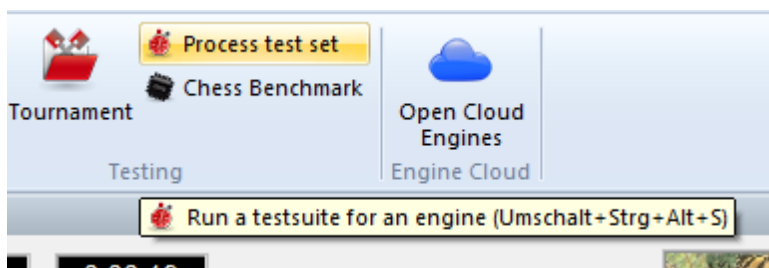 Process test set
Chess Benchmark
Tournament
Open Cloud
Engines
Testing
Engine Cloud
Run a testsuite for an engine (Umschalt+Strg+Alt+S)